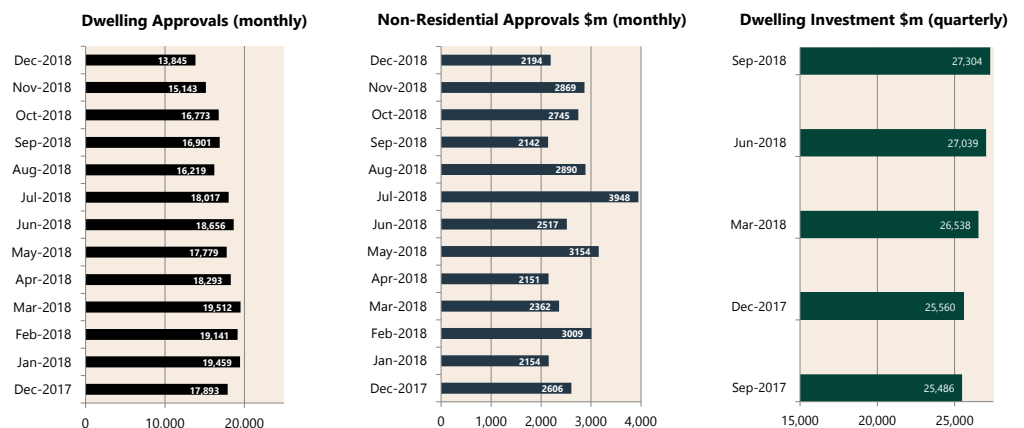 Dwelling Approvals (monthly)
Dec-2018 13,845
Nov-2018 15,143
Oct-2018 16,773
Sep-2018 16,901
Aug-2018 16,219
Jul-2018 18,017
Jun-2018 18,656
May-2018 17,779
Apr-2018 18,293
Mar-2018 19,512
Feb-2018 19,141
Jan-2018 19,459
Dec-2017 17,893
0 10.000 20.000
Non-Residential Approvals $m (monthly)
Dec-2018 2194
Nov-2018 2869
Oct-2018 2745
Sep-2018 2142
Aug-2018 2890
Jul-2018 3948
Jun-2018 2517
May-2018 3154
Apr-2018 2151
Mar-2018 2362
Feb-2018 3009
Jan-2018 2154
Dec-2017 2606
0 1,000 2,000 3,000 4,000
Dwelling Investment $m (quarterly)
Sep-2018 27,304
Jun-2018 27,039
Mar-2018 26,538
Dec-2017 25,560
Sep-2017 25,486
15,000 20,000 25,000